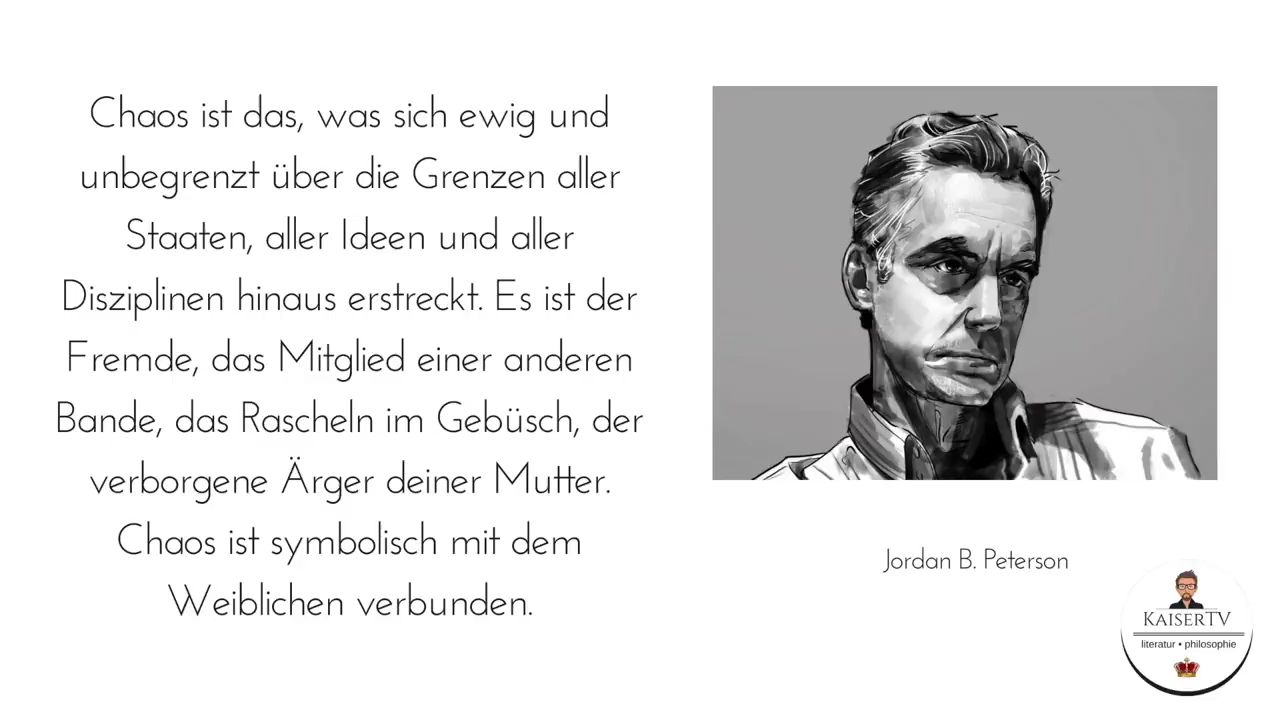 Chaos ist das, was sich ewig und
unbegrenzt über die Grenzen aller
Staaten, aller Ideen und aller
Disziplinen hinaus erstreckt. Es ist der
Fremde, das Mitglied einer anderen
Bande, das Rascheln im Gebüsch, der
verborgene Ärger deiner Mutter.
Chaos ist symbolisch mit dem
Weiblichen verbunden.
Jordan B. Peterson
KAISERTV
literatur • philosophie